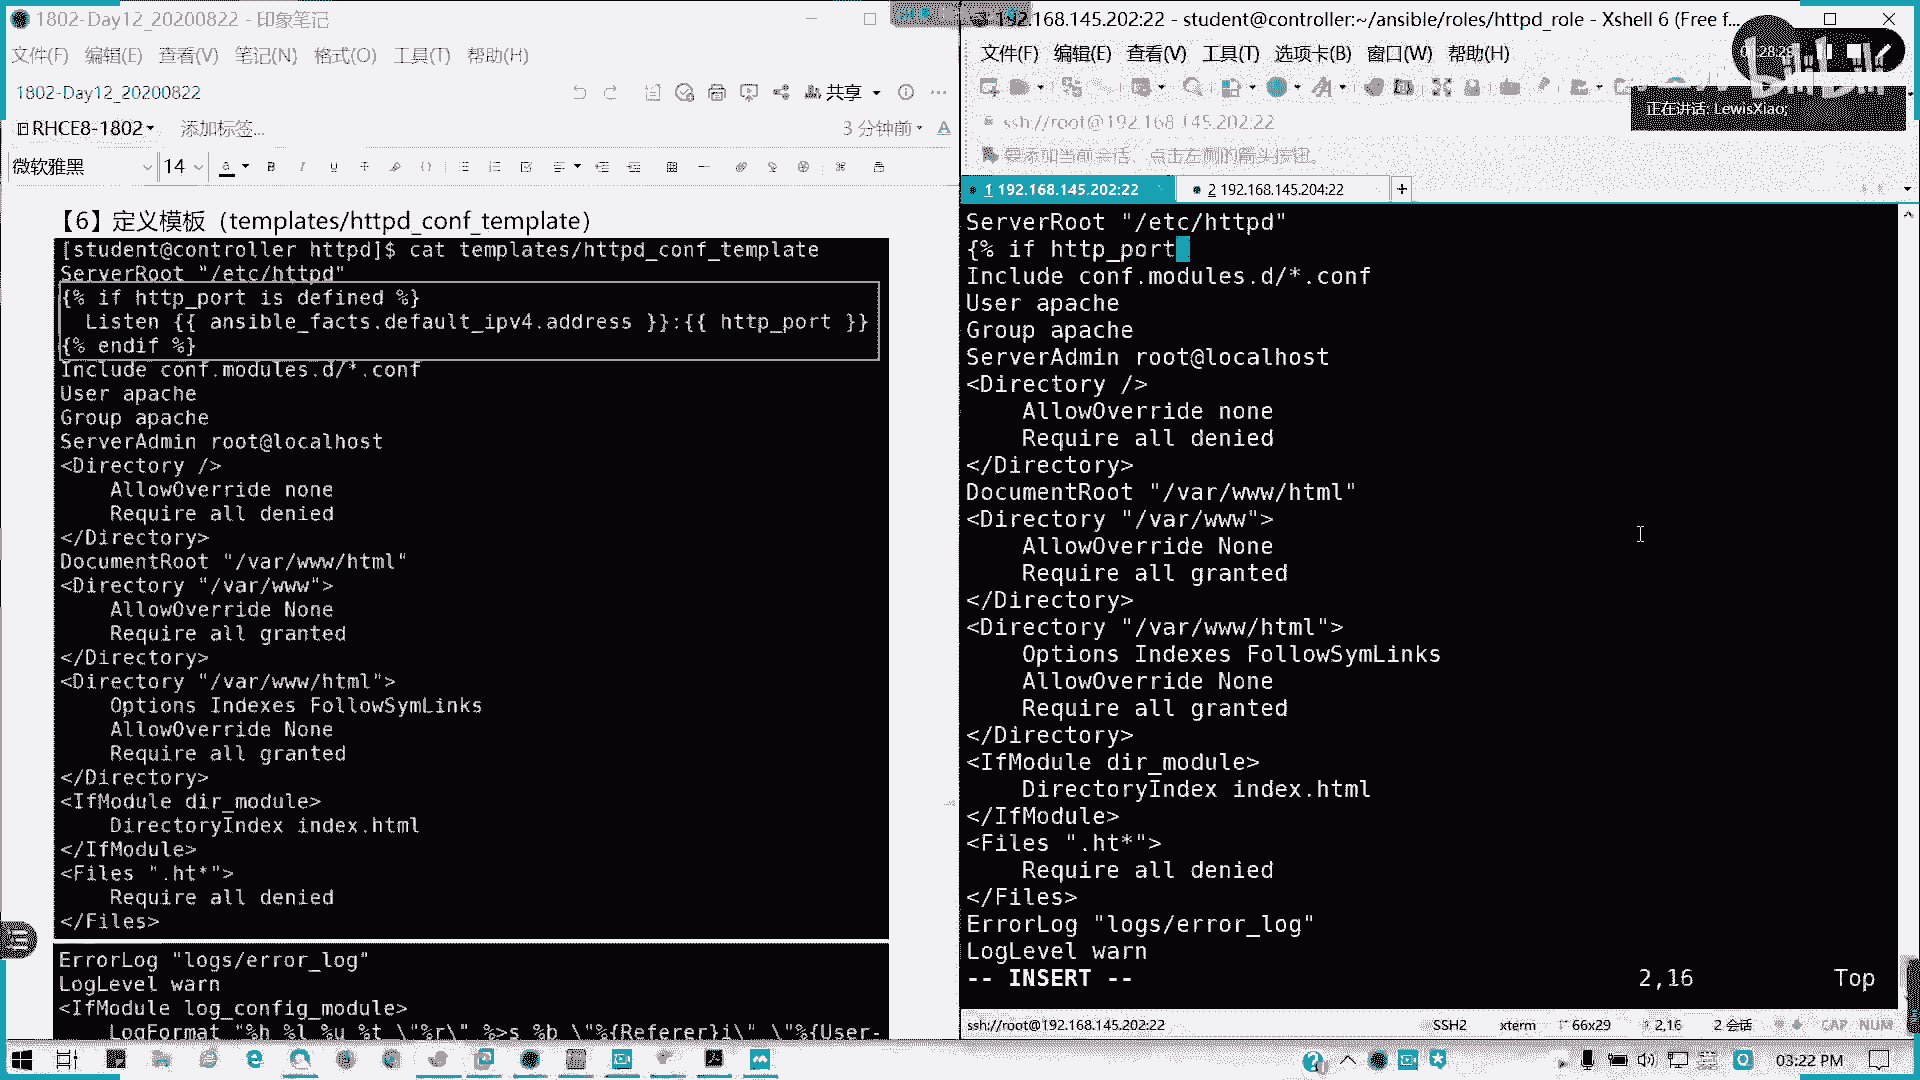 1802-Day12_20200822 - 印象笔记
文件(F) 编辑(E) 查看(V) 笔记(N) 格式(O) 工具(T) 帮助(H)
1802-Day12_20200822
共享
RHCE8-1802
添加标签...
3 分钟前
微软雅黑
14
【6】定义模板（templates/httpd_conf_template）
[student@controller httpd]$ cat templates/httpd_conf_template
ServerRoot "/etc/httpd"
{% if http_port is defined %}
Listen {{ ansible_facts.default_ipv4.address }}:{{ http_port }}
{% endif %}
Include conf.modules.d/*.conf
User apache
Group apache
ServerAdmin root@localhost
<Directory />
AllowOverride none
Require all denied
</Directory>
DocumentRoot "/var/www/html"
<Directory "/var/www">
AllowOverride None
Require all granted
</Directory>
<Directory "/var/www/html">
Options Indexes FollowSymLinks
AllowOverride None
Require all granted
</Directory>
<IfModule dir_module>
DirectoryIndex index.html
</IfModule>
<Files ".ht*">
Require all denied
</Files>
ErrorLog "logs/error_log"
LogLevel warn
<IfModule log_config_module>
LogFormat "%h %l %u %t \"%r\" %>s %b \"%{Referer}i\" \"%{User-
192.168.145.202:22 - student@controller:~/ansible/roles/httpd_role - Xshell 6 (Free f...
文件(F) 编辑(E) 查看(V) 工具(T) 选项卡(B) 窗口(W) 帮助(H)
正在讲话: LewisXiao;
ssh://root@192.168.145.202:22
要添加当前会话，点击左侧的箭头按钮。
1 192.168.145.202:22
2 192.168.145.204:22
ServerRoot "/etc/httpd"
{% if http_port
Include conf.modules.d/*.conf
User apache
Group apache
ServerAdmin root@localhost
<Directory />
AllowOverride none
Require all denied
</Directory>
DocumentRoot "/var/www/html"
<Directory "/var/www">
AllowOverride None
Require all granted
</Directory>
<Directory "/var/www/html">
Options Indexes FollowSymLinks
AllowOverride None
Require all granted
</Directory>
<IfModule dir_module>
DirectoryIndex index.html
</IfModule>
<Files ".ht*">
Require all denied
</Files>
ErrorLog "logs/error_log"
LogLevel warn
-- INSERT --
2,16
Top
ssh://root@192.168.145.202:22
SSH2
xterm
66x29
2,16
2 会话
CAP
NUM
03:22 PM